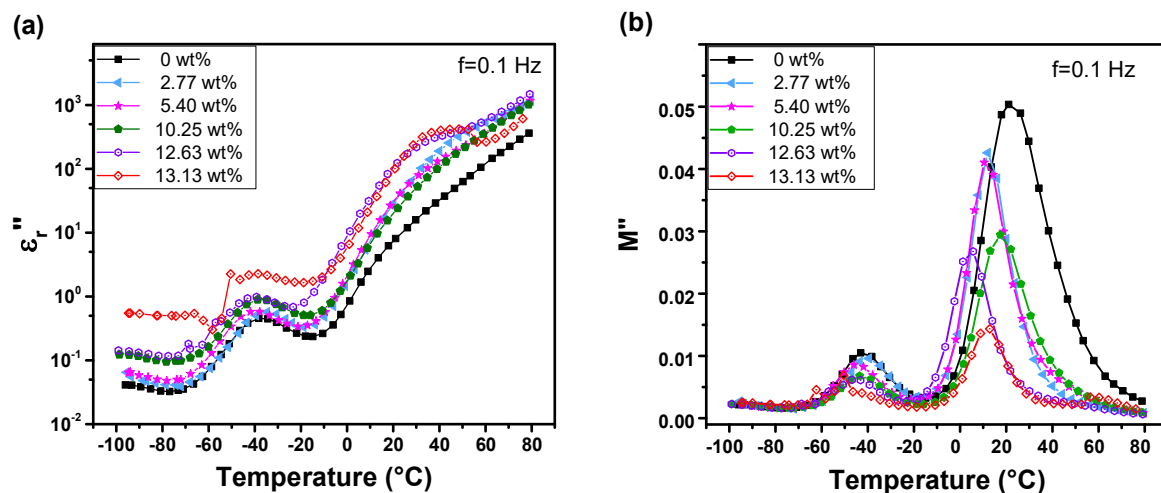 (a)
f=0.1 Hz
0 wt%
2.77 wt%
5.40 wt%
10.25 wt%
12.63 wt%
13.13 wt%
10³
10²
10¹
10⁰
10⁻¹
10⁻²
εᵣ"
-100 -80 -60 -40 -20 0 20 40 60 80
Temperature (°C)
(b)
f=0.1 Hz
0 wt%
2.77 wt%
5.40 wt%
10.25 wt%
12.63 wt%
13.13 wt%
0.05
0.04
0.03
0.02
0.01
0.00
M"
-100 -80 -60 -40 -20 0 20 40 60 80
Temperature (°C)